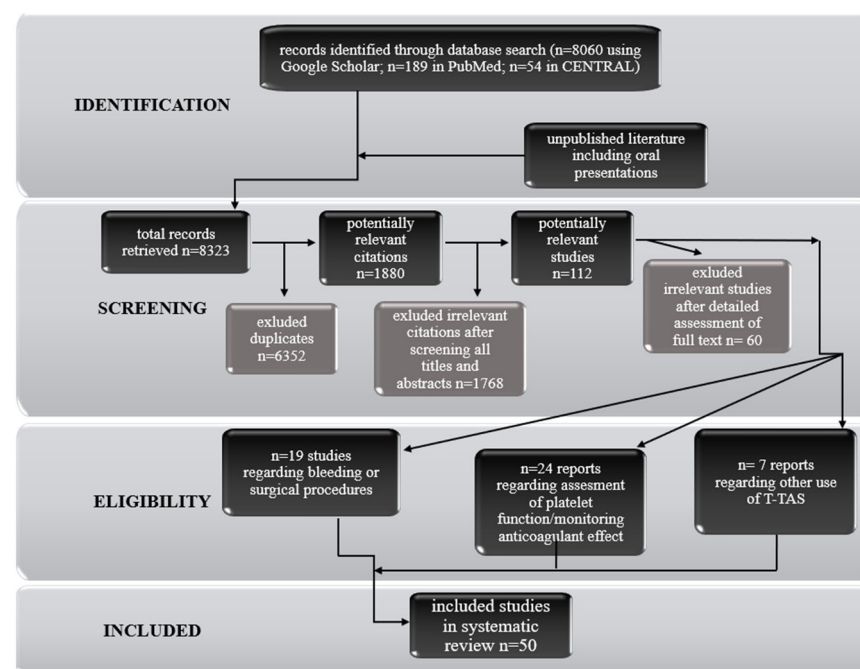 records identified through database search (n=8060 using
Google Scholar; n=189 in PubMed; n=54 in CENTRAL)
IDENTIFICATION
unpublished literature
including oral
presentations
total records
retrieved n=8323
potentially
relevant
citations
n=1880
potentially
relevant
studies
n=112
SCREENING
exluded
duplicates
n=6352
exluded irrelevant
citations after
screening all
titles and
abstracts n=1768
exluded
irrelevant studies
after detailed
assessment of
full text n= 60
ELIGIBILITY
n=19 studies
regarding bleeding or
surgical procedures
n=24 reports
regarding assesment
of platelet
function/monitoring
anticoagulant effect
n= 7 reports
regarding other use
of T-TAS
INCLUDED
included studies
in systematic
review n=50